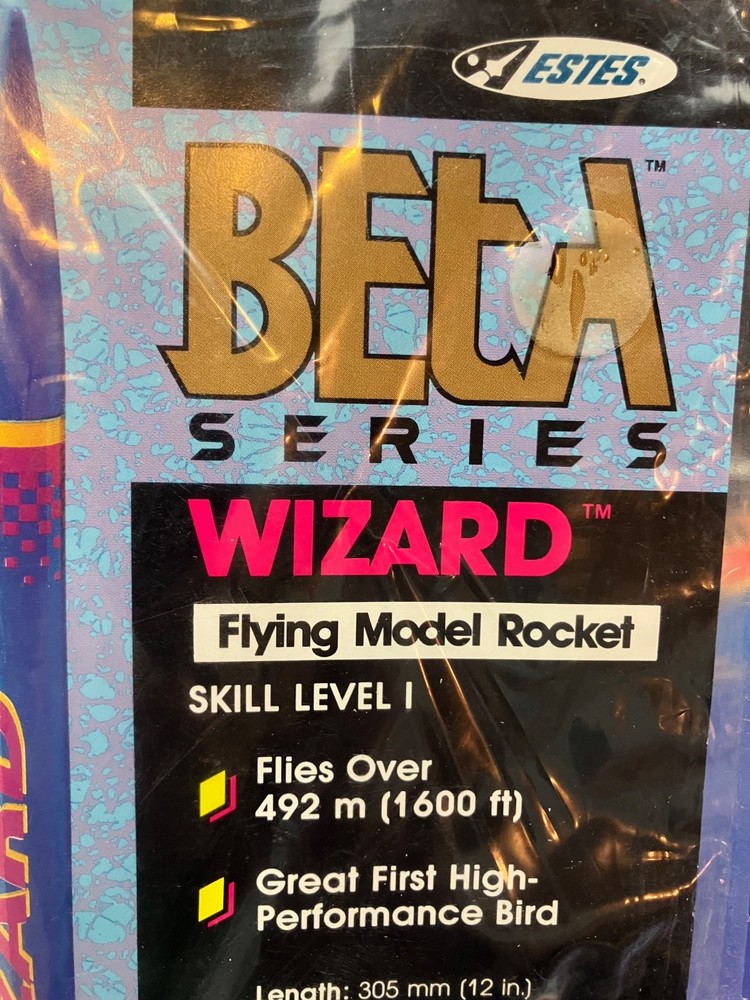 ESTES®
BEtA™
SERIES
WIZARD™
Flying Model Rocket
SKILL LEVEL I
Flies Over
492 m (1600 ft)
Great First High-
Performance Bird
Length: 305 mm (12 in.)
ZARD